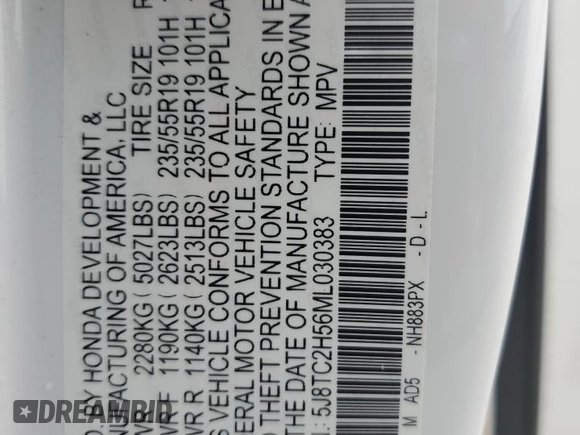 D. BY HONDA DEVELOPMENT &
FACTURING OF AMERICA, LLC
2280KG ( 5027LBS) TIRE SIZE
1190KG ( 2623LBS) 235/55R19 101H
WR R 1140KG ( 2513LBS) 235/55R19 101H
S VEHICLE CONFORMS TO ALL APPLICA
ERAL MOTOR VEHICLE SAFETY
THEFT PREVENTION STANDARDS IN E
THE DATE OF MANUFACTURE SHOWN A
: 5J8TC2H56ML030383 TYPE: MPV
M AD5 - NH883PX - D - L
DREAMBID